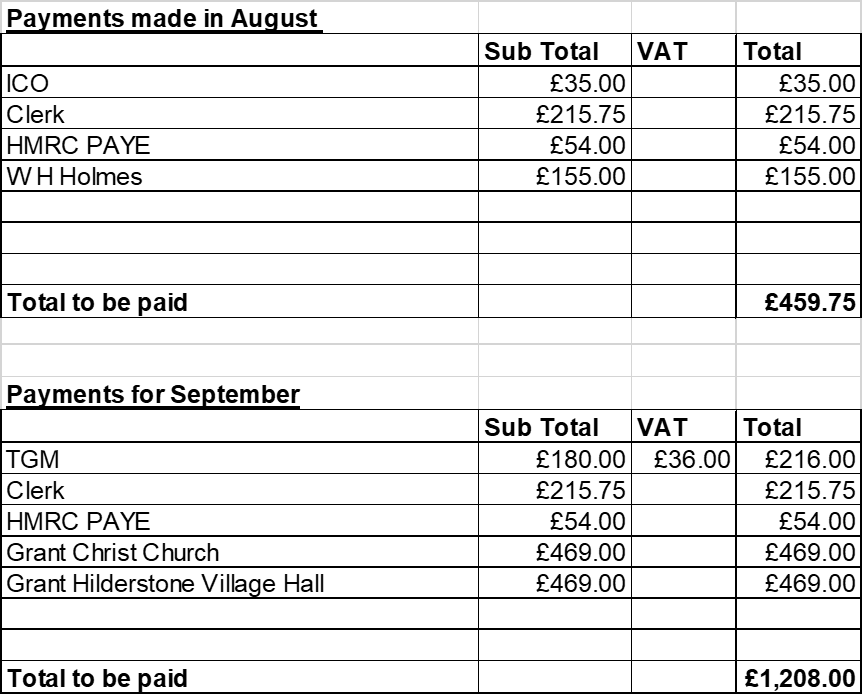 Payments made in August
Sub Total VAT Total
ICO £35.00 £35.00
Clerk £215.75 £215.75
HMRC PAYE £54.00 £54.00
W H Holmes £155.00 £155.00
Total to be paid £459.75
Payments for September
Sub Total VAT Total
TGM £180.00 £36.00 £216.00
Clerk £215.75 £215.75
HMRC PAYE £54.00 £54.00
Grant Christ Church £469.00 £469.00
Grant Hilderstone Village Hall £469.00 £469.00
Total to be paid £1,208.00